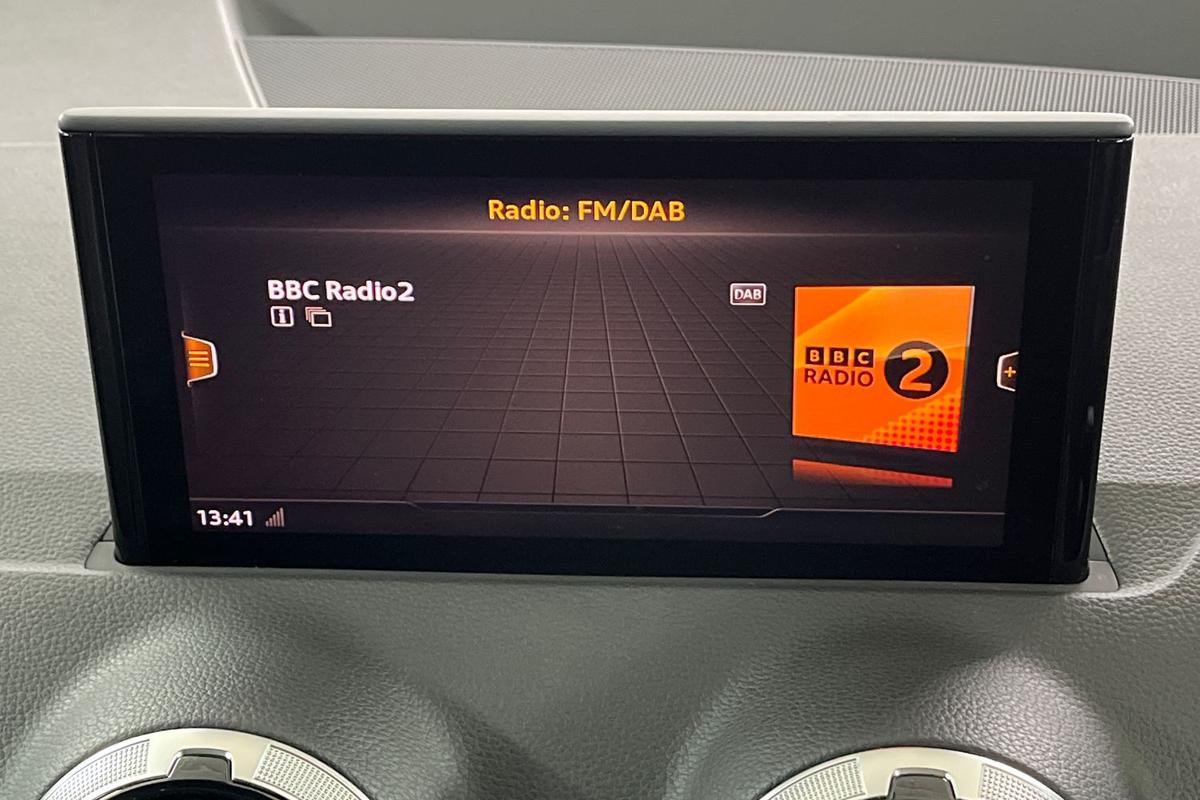 Radio: FM/DAB
BBC Radio2
DAB
BBC
RADIO 2
13:41